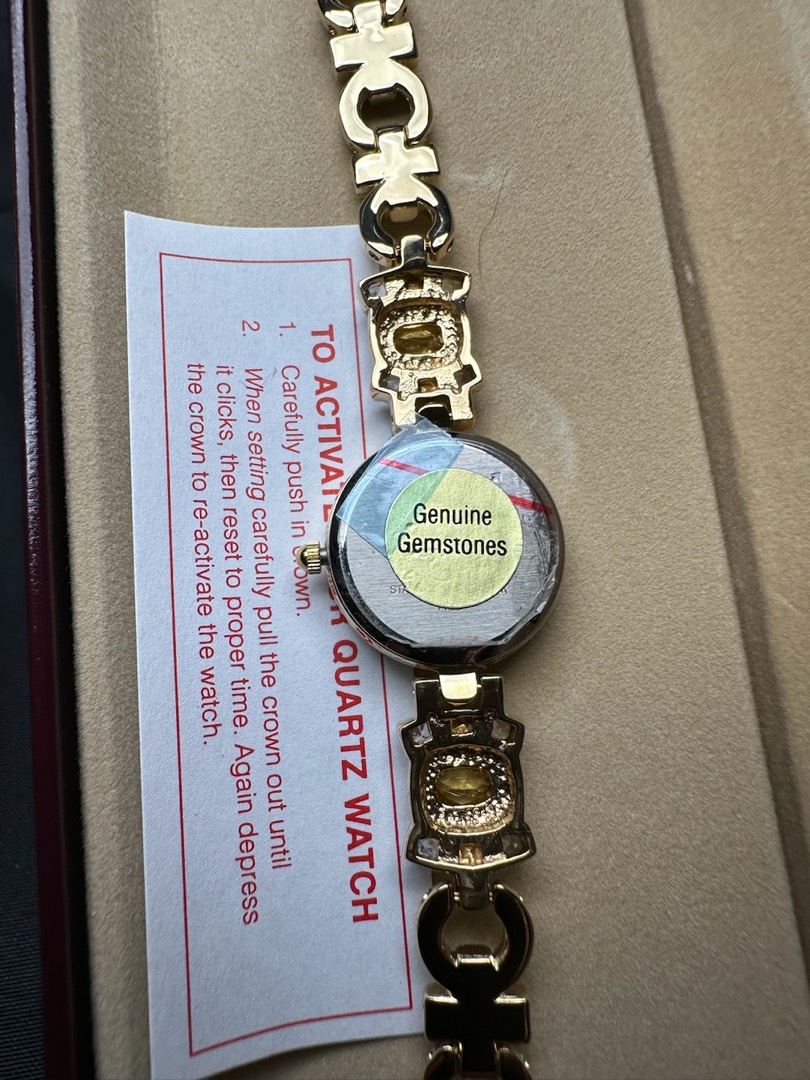 TO ACTIVATE QUARTZ WATCH
1. Carefully push in crown.
2. When setting carefully pull the crown out until
it clicks, then reset to proper time. Again depress
the crown to re-activate the watch.
Genuine
Gemstones